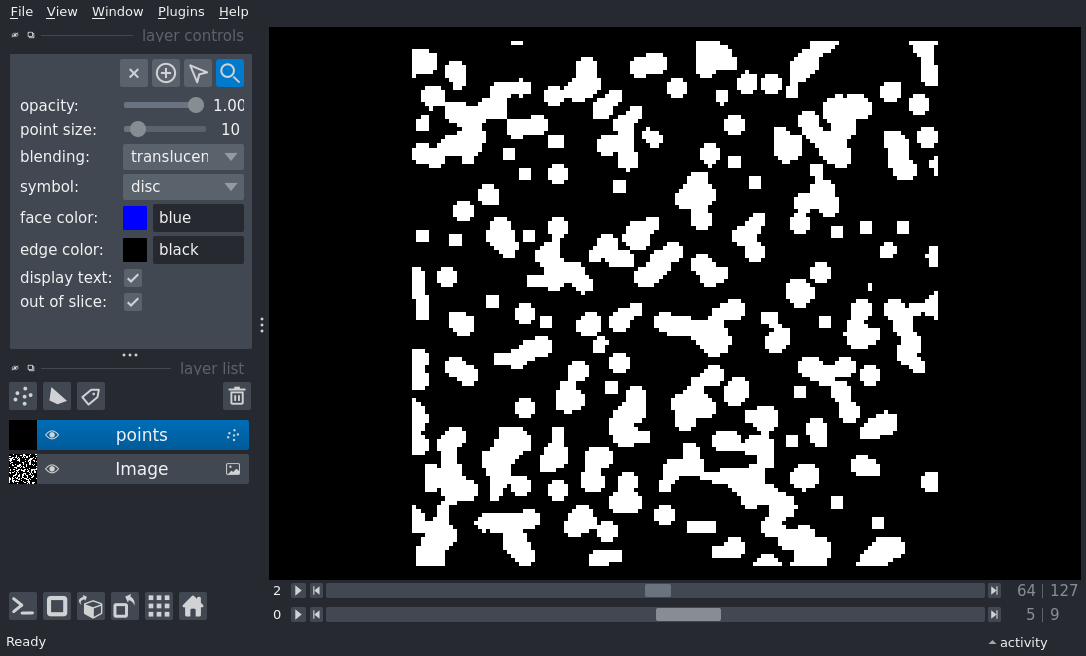 File View Window Plugins Help
layer controls
opacity: 1.00
point size: 10
blending: translucen
symbol: disc
face color: blue
edge color: black
display text:
out of slice:
layer list
points
Image
2 64 | 127
0 5 | 9
Ready activity